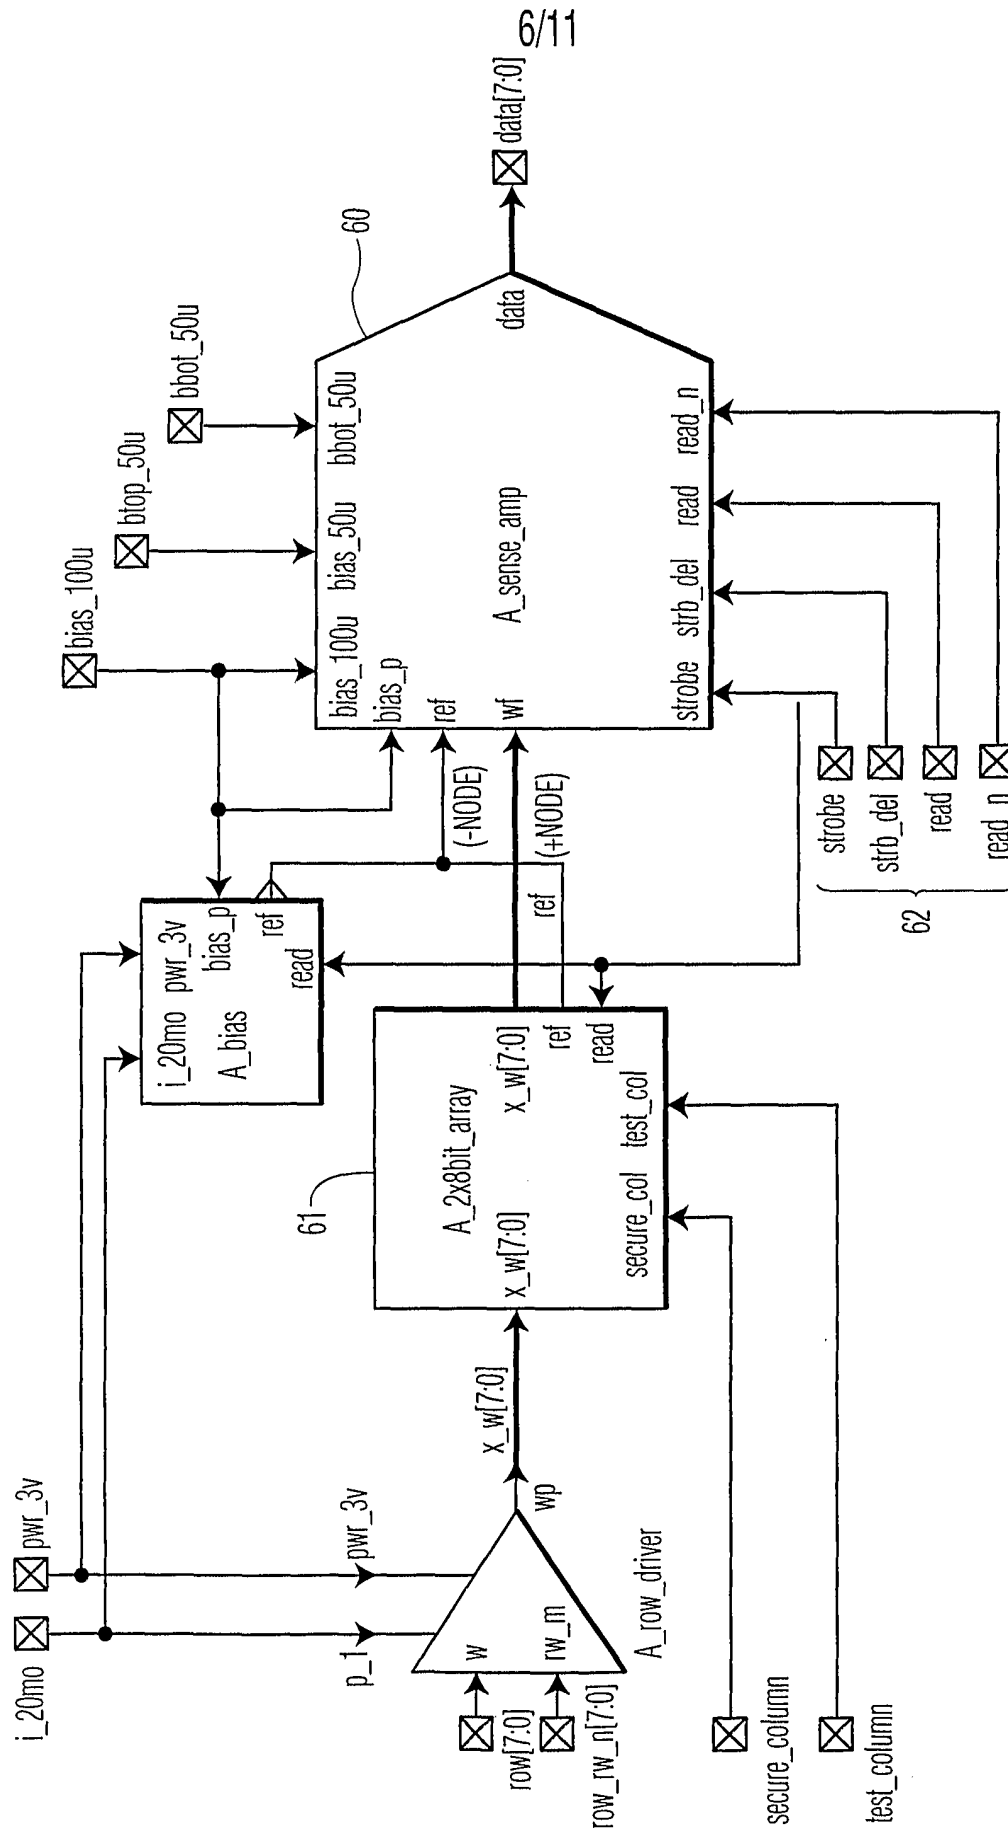 6/11
i_20mo
pwr_3v
p_1
pwr_3v
row[7:0]
row_rw_n[7:0]
w
rw_m
wp
A_row_driver
x_w[7:0]
secure_column
test_column
61
A_2x8bit_array
x_w[7:0]
x_w[7:0]
ref
read
secure_col
test_col
i_20mo
pwr_3v
bias_p
ref
read
A_bias
ref
(-NODE)
(+NODE)
bias_100u
btop_50u
bbot_50u
60
bias_100u
bias_50u
bbot_50u
bias_p
ref
wf
A_sense_amp
data
strobe
strb_del
read
read_n
data[7:0]
strobe
strb_del
read
read_n
62